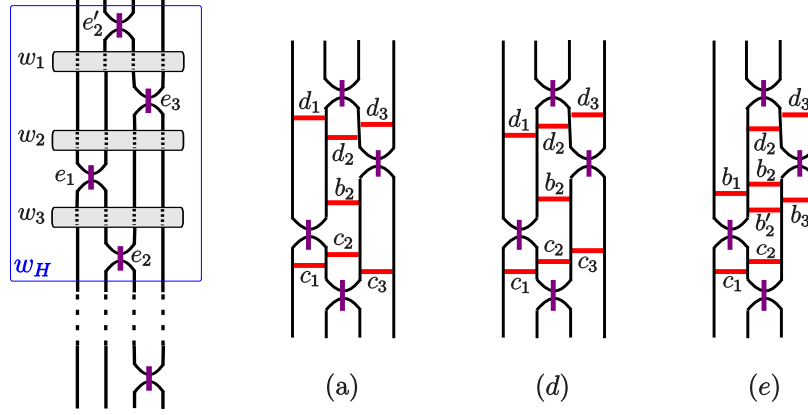 e′₂
w₁
e₃
w₂
e₁
w₃
e₂
w_H
d₁ d₃
d₂
b₂
c₂
c₁ c₃
(a)
d₃
d₁ d₂
b₂
c₂ c₃
c₁
(d)
d₃
d₂
b₁ b₂
b₃
b′₂
c₂
c₁
(e)